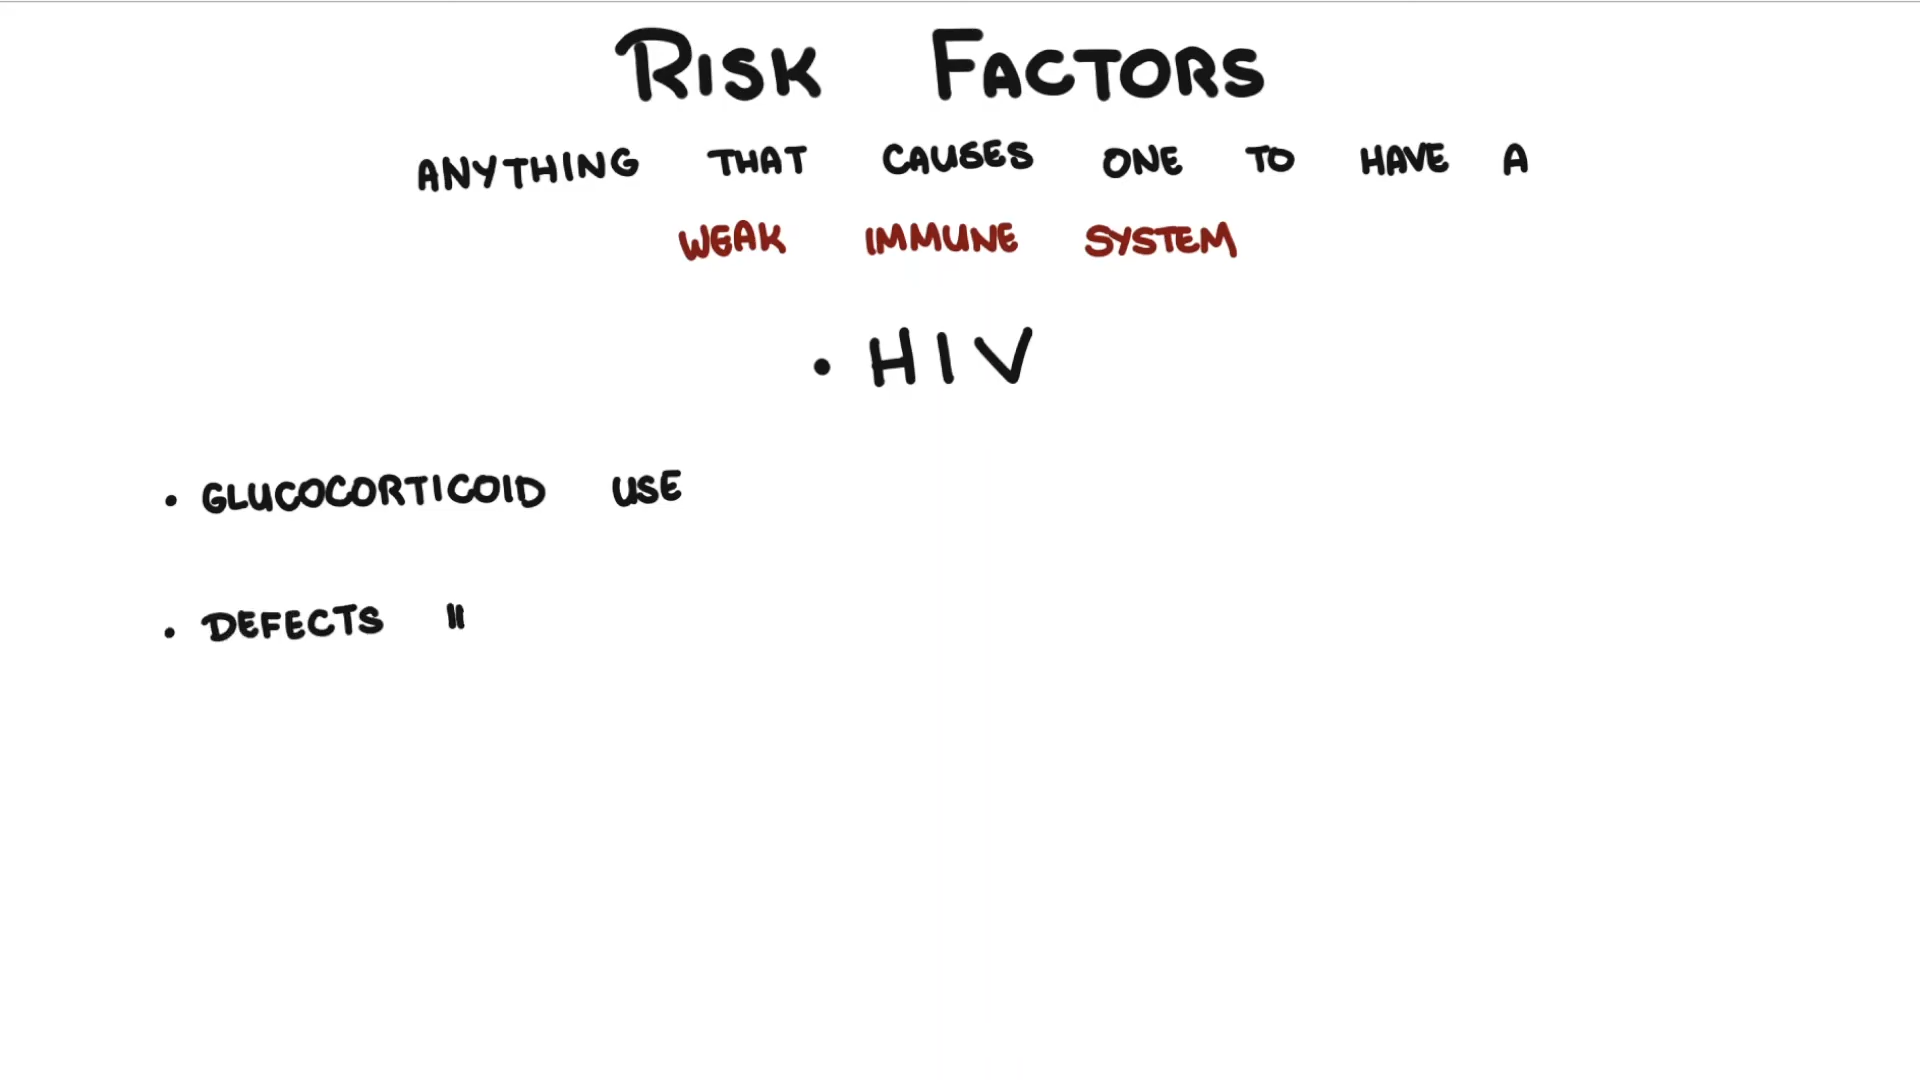 RISK FACTORS
ANYTHING THAT CAUSES ONE TO HAVE A
WEAK IMMUNE SYSTEM
• HIV
• GLUCOCORTICOID USE
• DEFECTS